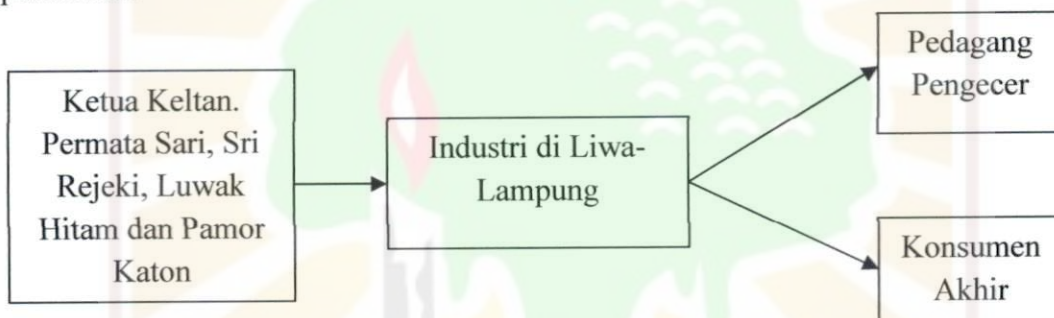 Ketua Keltan.
Permata Sari, Sri
Rejeki, Luwak
Hitam dan Pamor
Katon
Industri di Liwa-
Lampung
Pedagang
Pengecer
Konsumen
Akhir